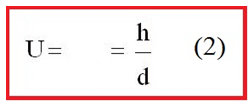 U= = h/d (2)